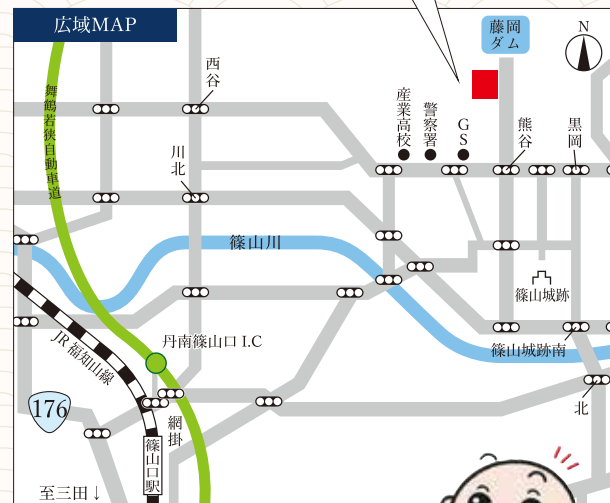 広域MAP
藤岡
ダム
N
西谷
舞鶴若狭自動車道
産業高校
警察署
GS
熊谷
黒岡
川北
篠山川
篠山城跡
丹南篠山口 I.C
篠山城跡南
JR福知山線
176
網掛
北
篠山口駅
至三田↓